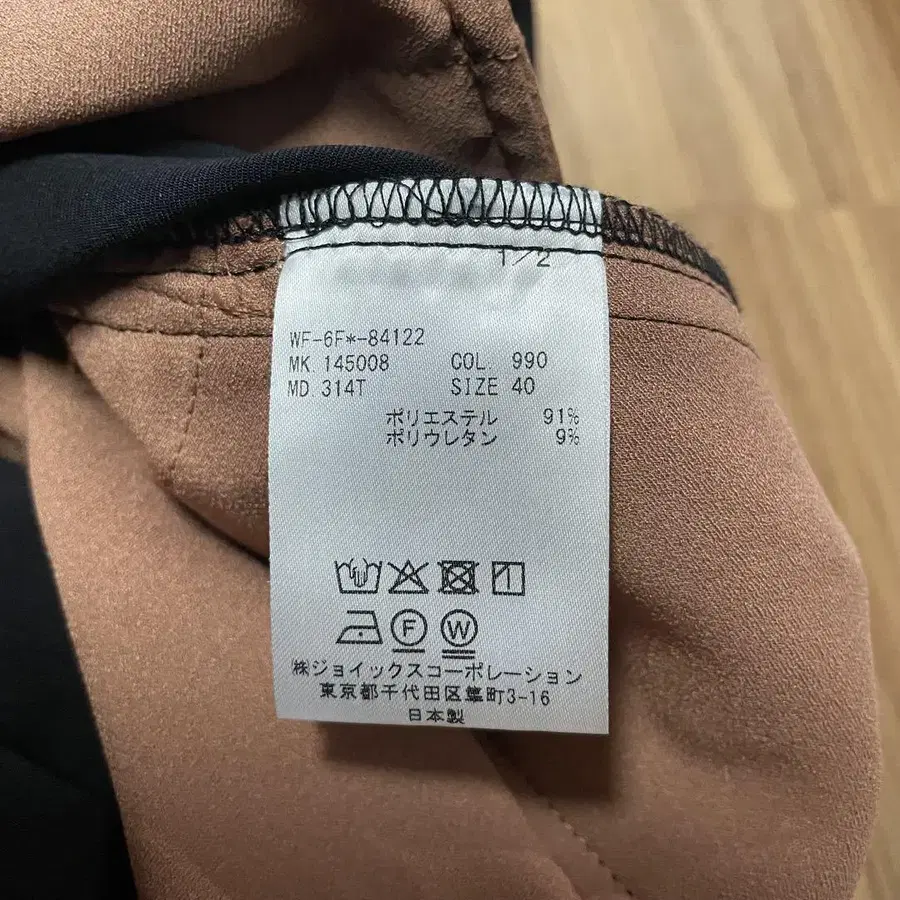 1/2
WF-6F*-84122
MK. 145008 COL. 990
MD. 314T SIZE 40
ポリエステル 91%
ポリウレタン 9%
F W
㈱ジョイックスコーポレーション
東京都千代田区隼町3-16
日本製